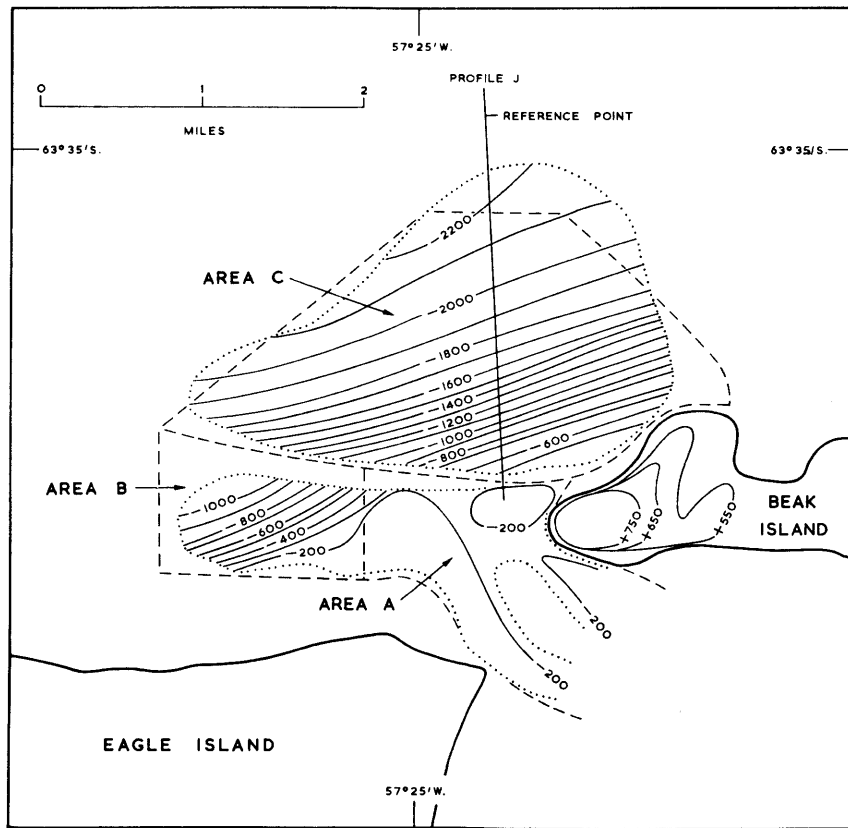 57° 25′ W.
PROFILE J
0 1 2
MILES
REFERENCE POINT
63° 35′ S.
63° 35′ S.
-2200
AREA C
-2000
-1800
-1600
-1400
-1200
-1000
-800
-600
AREA B
-1000
-800
-600
-400
-200
-200
+750
+650
+550
BEAK
ISLAND
AREA A
-200
-200
EAGLE ISLAND
57° 25′ W.